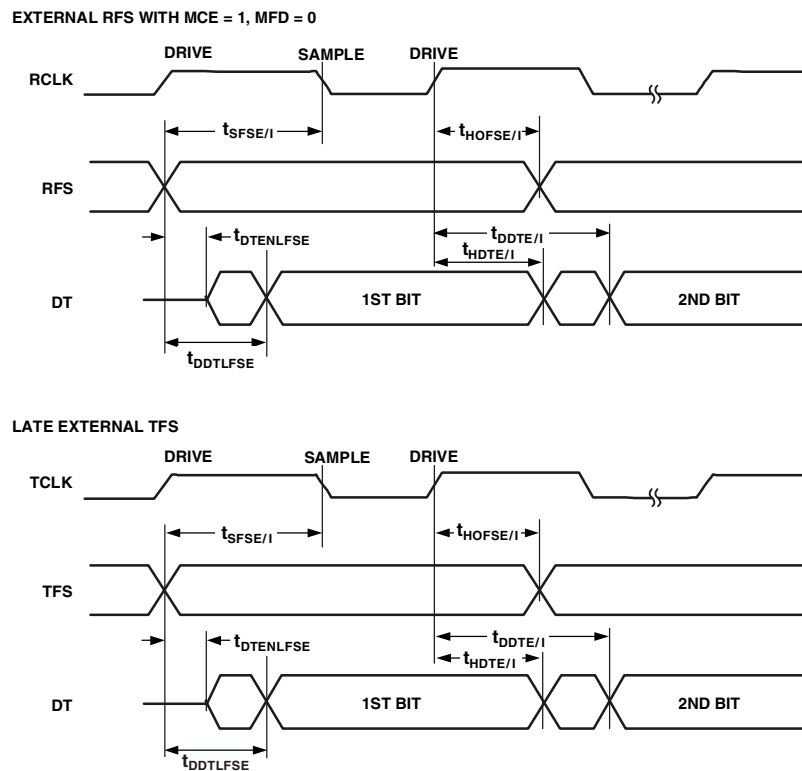 EXTERNAL RFS WITH MCE = 1, MFD = 0
DRIVE SAMPLE DRIVE
RCLK
tSFSE/I tHOFSE/I
RFS
tDDTE/I
tDTENLFSE
tHDTE/I
DT 1ST BIT 2ND BIT
tDDTLFSE
LATE EXTERNAL TFS
DRIVE SAMPLE DRIVE
TCLK
tSFSE/I tHOFSE/I
TFS
tDDTE/I
tDTENLFSE
tHDTE/I
DT 1ST BIT 2ND BIT
tDDTLFSE